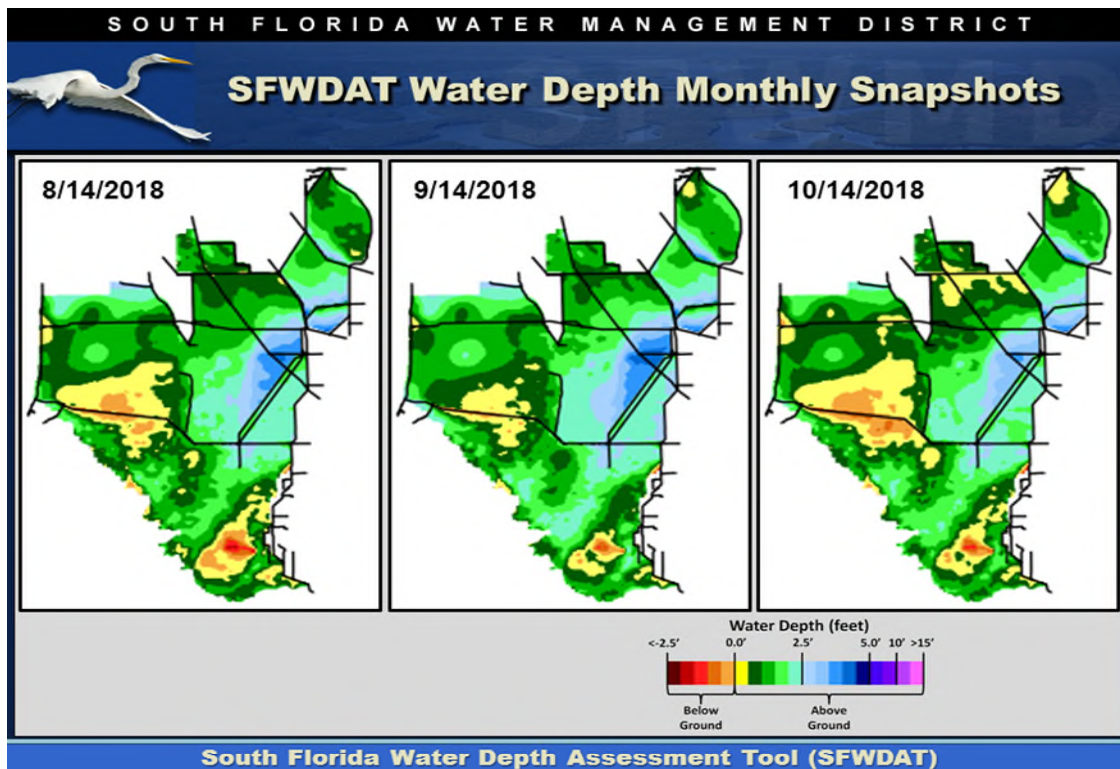 SOUTH FLORIDA WATER MANAGEMENT DISTRICT
SFWDAT Water Depth Monthly Snapshots
8/14/2018
9/14/2018
10/14/2018
Water Depth (feet)
<-2.5' 0.0' 2.5' 5.0' 10' >15'
Below Above
Ground Ground
South Florida Water Depth Assessment Tool (SFWDAT)